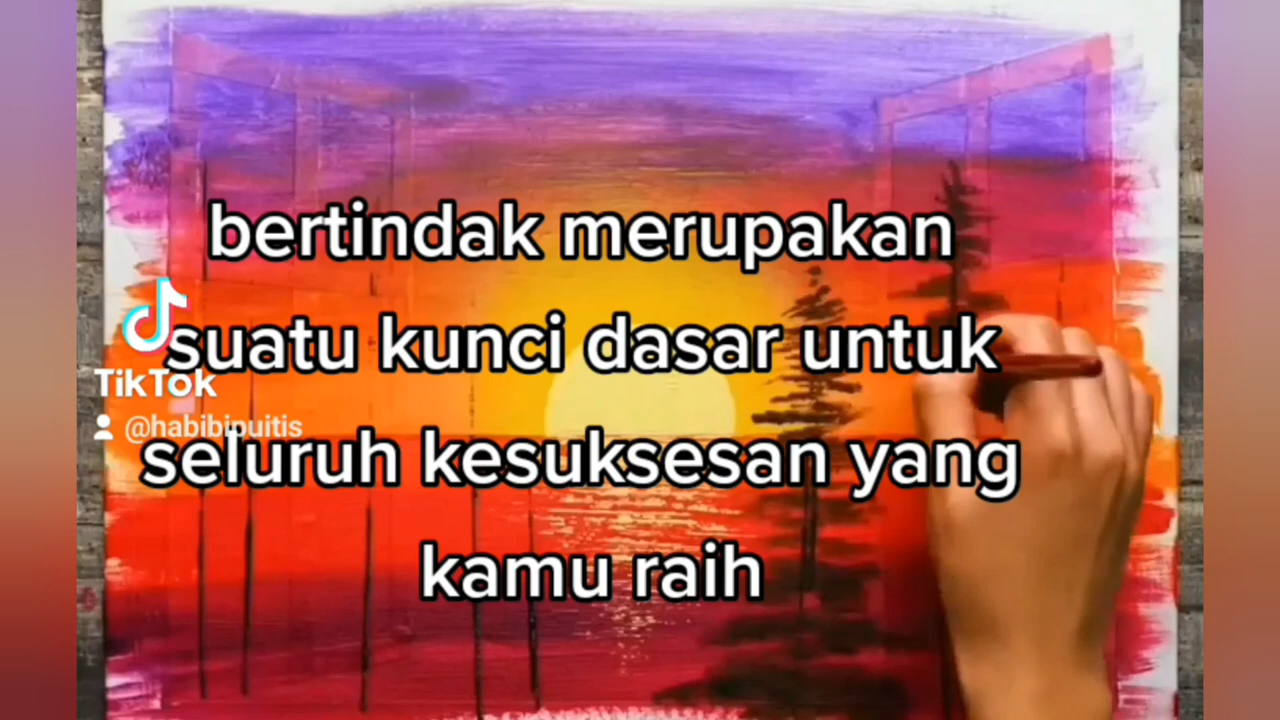 bertindak merupakan
suatu kunci dasar untuk
TikTok
@habibipuitis
seluruh kesuksesan yang
kamu raih